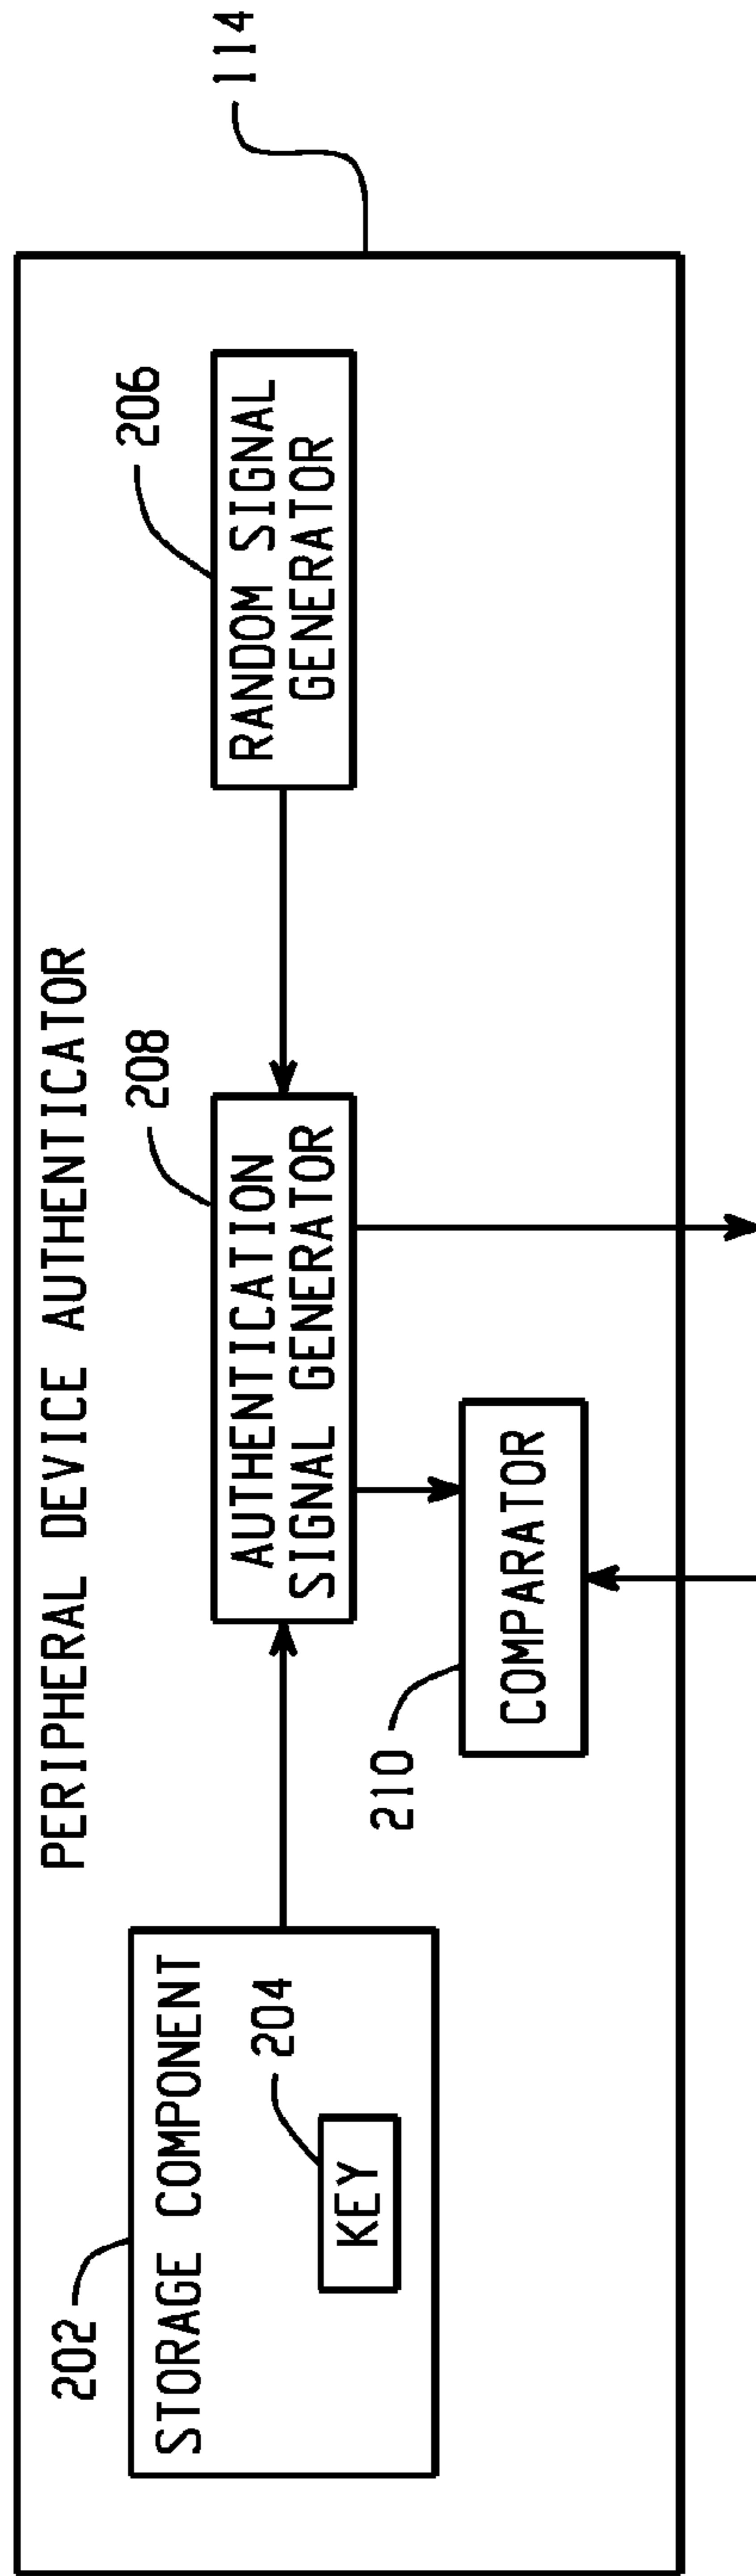 PERIPHERAL DEVICE AUTHENTICATOR
114
202
STORAGE COMPONENT
204
KEY
208
AUTHENTICATION
SIGNAL GENERATOR
206
RANDOM SIGNAL
GENERATOR
210
COMPARATOR